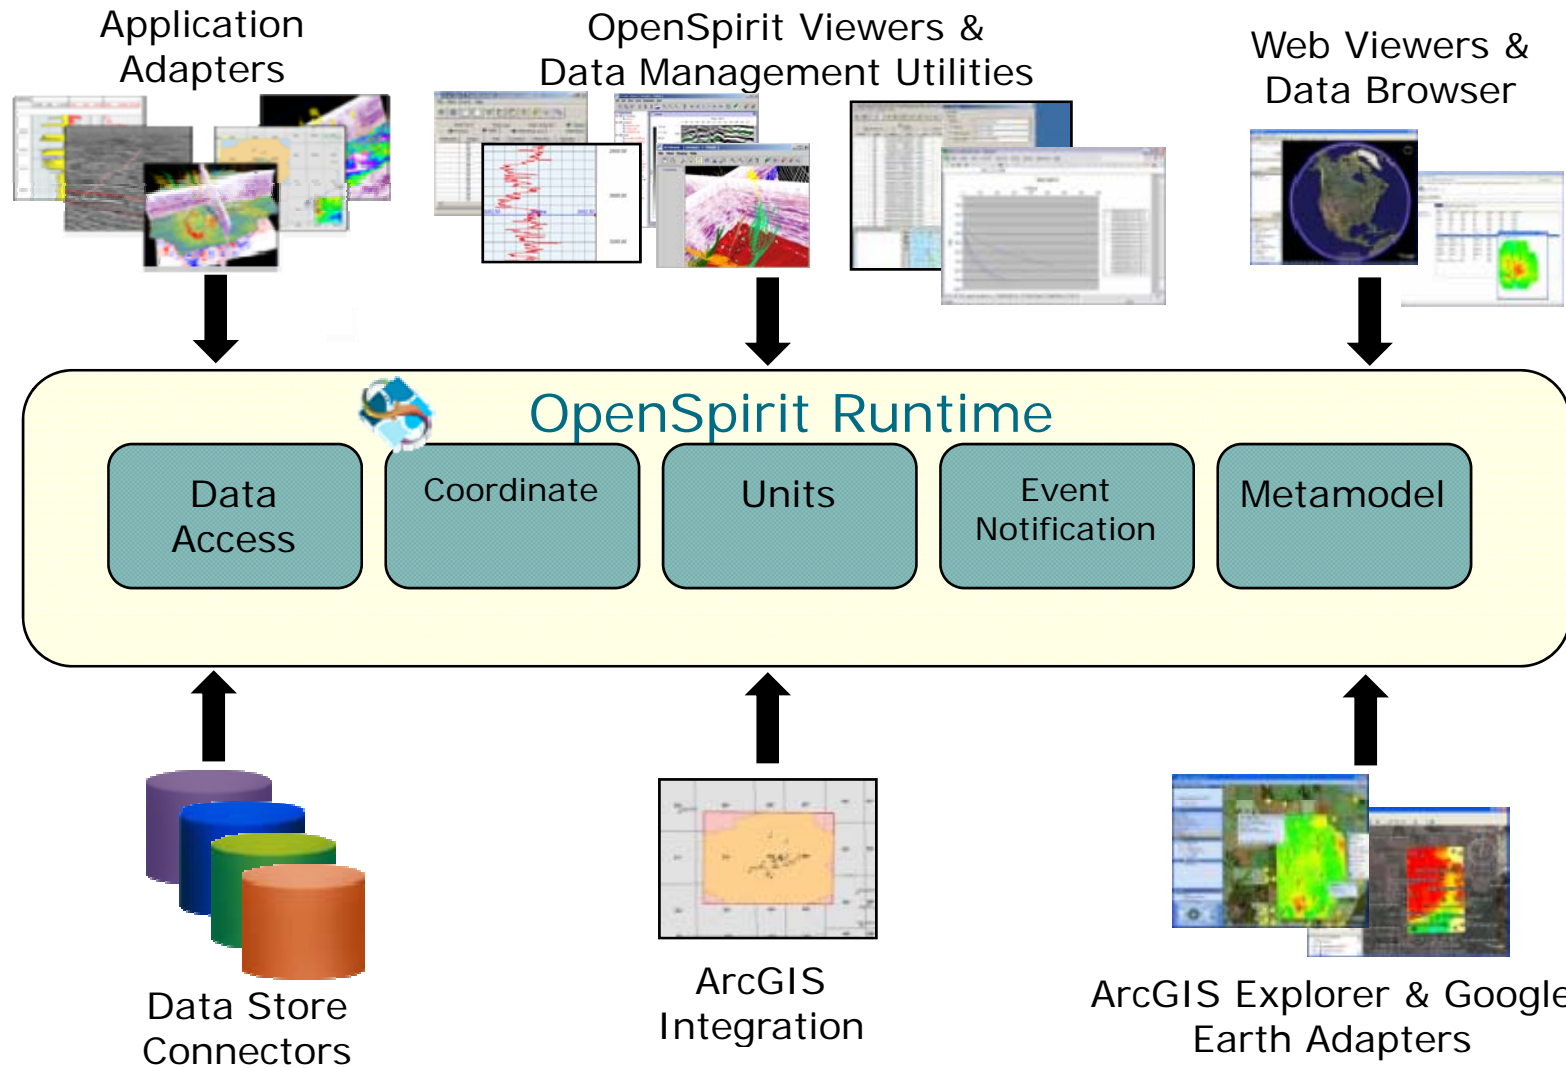 Application
Adapters
OpenSpirit Viewers &
Data Management Utilities
Web Viewers &
Data Browser
OpenSpirit Runtime
Data
Access
Coordinate
Units
Event
Notification
Metamodel
Data Store
Connectors
ArcGIS
Integration
ArcGIS Explorer & Google
Earth Adapters